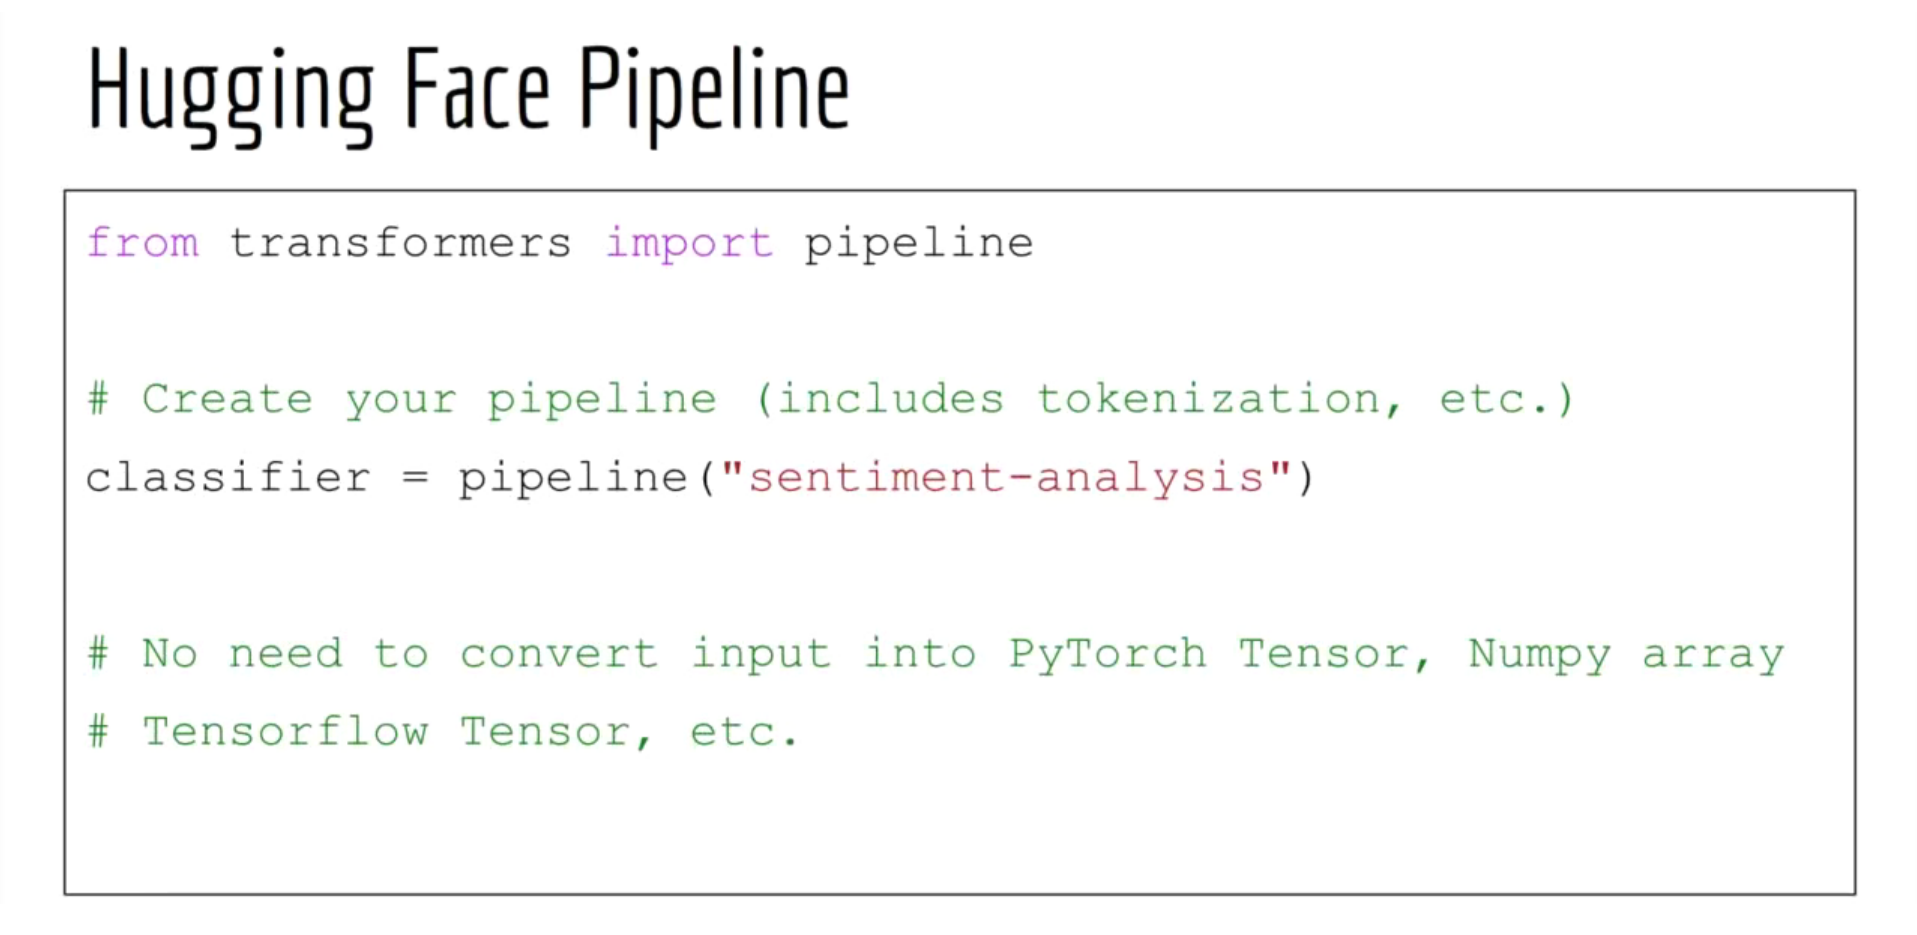 Hugging Face Pipeline
from transformers import pipeline
# Create your pipeline (includes tokenization, etc.)
classifier = pipeline("sentiment-analysis")
# No need to convert input into PyTorch Tensor, Numpy array
# Tensorflow Tensor, etc.